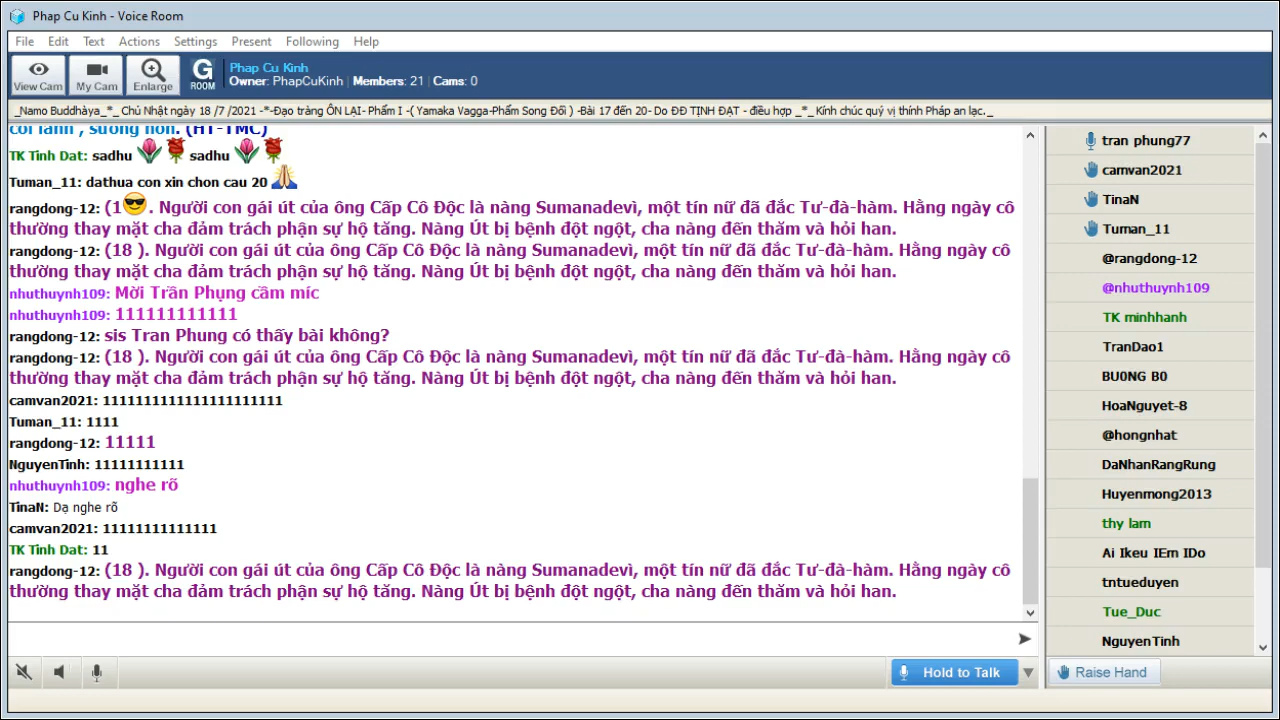 Phap Cu Kinh - Voice Room
File Edit Text Actions Settings Present Following Help
View Cam My Cam Enlarge G ROOM
Phap Cu Kinh
Owner: PhapCuKinh | Members: 21 | Cams: 0
_Namo Buddhàya_*_ Chủ Nhật ngày 18 /7 /2021 -*-Đạo tràng ÔN LẠI- Phẩm I -( Yamaka Vagga-Phẩm Song Đối ) -Bài 17 đến 20- Do ĐĐ TỊNH ĐẠT - điều hợp _*_ Kính chúc quý vị thính Pháp an lạc._
cõi lành , sướng hơn. (HT-TMC)
TK Tinh Dat: sadhu sadhu
Tuman_11: dathua con xin chon cau 20
rangdong-12: (1 . Người con gái út của ông Cấp Cô Độc là nàng Sumanadevì, một tín nữ đã đắc Tư-đà-hàm. Hằng ngày cô
thường thay mặt cha đảm trách phận sự hộ tăng. Nàng Út bị bệnh đột ngột, cha nàng đến thăm và hỏi han.
rangdong-12: (18 ). Người con gái út của ông Cấp Cô Độc là nàng Sumanadevì, một tín nữ đã đắc Tư-đà-hàm. Hằng ngày cô
thường thay mặt cha đảm trách phận sự hộ tăng. Nàng Út bị bệnh đột ngột, cha nàng đến thăm và hỏi han.
nhuthuynh109: Mời Trần Phụng cầm míc
nhuthuynh109: 111111111111
rangdong-12: sis Tran Phung có thấy bài không?
rangdong-12: (18 ). Người con gái út của ông Cấp Cô Độc là nàng Sumanadevì, một tín nữ đã đắc Tư-đà-hàm. Hằng ngày cô
thường thay mặt cha đảm trách phận sự hộ tăng. Nàng Út bị bệnh đột ngột, cha nàng đến thăm và hỏi han.
camvan2021: 1111111111111111111111
Tuman_11: 1111
rangdong-12: 11111
NguyenTinh: 11111111111
nhuthuynh109: nghe rõ
TinaN: Dạ nghe rõ
camvan2021: 11111111111111
TK Tinh Dat: 11
rangdong-12: (18 ). Người con gái út của ông Cấp Cô Độc là nàng Sumanadevì, một tín nữ đã đắc Tư-đà-hàm. Hằng ngày cô
thường thay mặt cha đảm trách phận sự hộ tăng. Nàng Út bị bệnh đột ngột, cha nàng đến thăm và hỏi han.
Hold to Talk
tran phung77
camvan2021
TinaN
Tuman_11
@rangdong-12
@nhuthuynh109
TK minhhanh
TranDao1
BU0NG B0
HoaNguyet-8
@hongnhat
DaNhanRangRung
Huyenmong2013
thy lam
Ai Ikeu IEm IDo
tntueduyen
Tue_Duc
NguyenTinh
Raise Hand